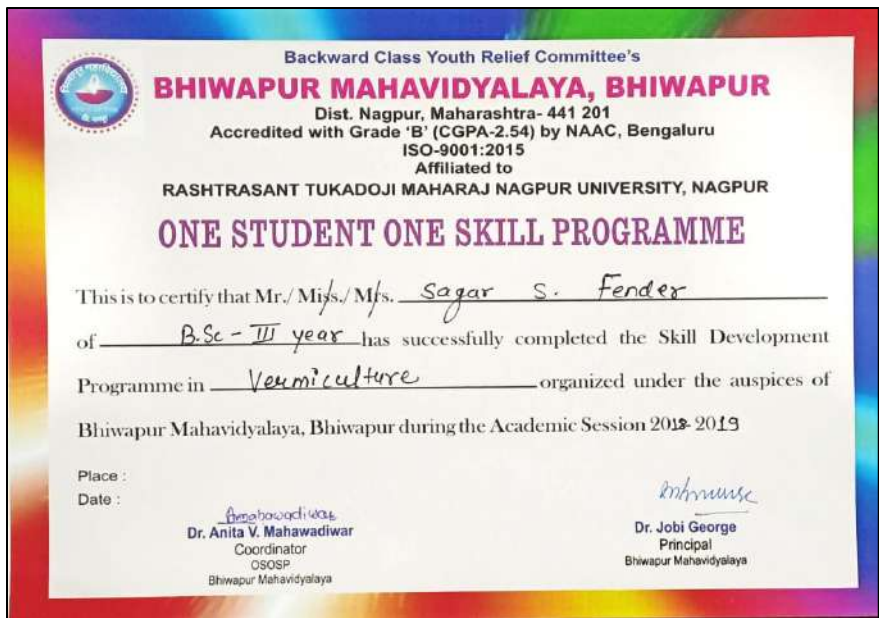 Backward Class Youth Relief Committee's
BHIWAPUR MAHAVIDYALAYA, BHIWAPUR
Dist. Nagpur, Maharashtra- 441 201
Accredited with Grade 'B' (CGPA-2.54) by NAAC, Bengaluru
ISO-9001:2015
Affiliated to
RASHTRASANT TUKADOJI MAHARAJ NAGPUR UNIVERSITY, NAGPUR
ONE STUDENT ONE SKILL PROGRAMME
This is to certify that Mr./ Miss./ Mrs. Sagar S. Fender
of B.Sc - III year has successfully completed the Skill Development
Programme in Vermiculture organized under the auspices of
Bhiwapur Mahavidyalaya, Bhiwapur during the Academic Session 2018-2019
Place :
Date :
Dr. Anita V. Mahawadiwar
Coordinator
OSOSP
Bhiwapur Mahavidyalaya
Dr. Jobi George
Principal
Bhiwapur Mahavidyalaya